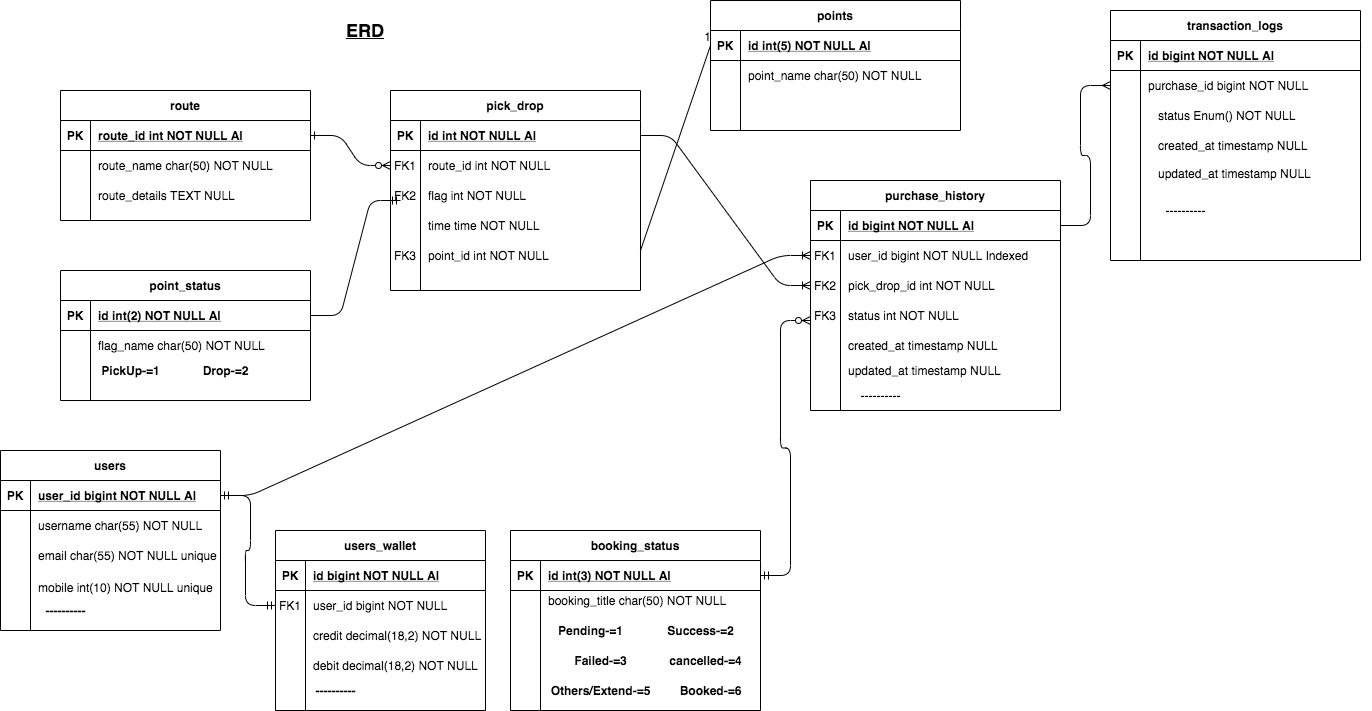 ERD
points
1
PK id int(5) NOT NULL AI
point_name char(50) NOT NULL
transaction_logs
PK id bigint NOT NULL AI
purchase_id bigint NOT NULL
status Enum() NOT NULL
created_at timestamp NULL
updated_at timestamp NULL
----------
route
PK route_id int NOT NULL AI
route_name char(50) NOT NULL
route_details TEXT NULL
pick_drop
PK id int NOT NULL AI
FK1 route_id int NOT NULL
FK2 flag int NOT NULL
time time NOT NULL
FK3 point_id int NOT NULL
purchase_history
PK id bigint NOT NULL AI
FK1 user_id bigint NOT NULL Indexed
FK2 pick_drop_id int NOT NULL
FK3 status int NOT NULL
created_at timestamp NULL
updated_at timestamp NULL
----------
point_status
PK id int(2) NOT NULL AI
flag_name char(50) NOT NULL
PickUp-=1 Drop-=2
users
PK user_id bigint NOT NULL AI
username char(55) NOT NULL
email char(55) NOT NULL unique
mobile int(10) NOT NULL unique
----------
users_wallet
PK id bigint NOT NULL AI
FK1 user_id bigint NOT NULL
credit decimal(18,2) NOT NULL
debit decimal(18,2) NOT NULL
----------
booking_status
PK id int(3) NOT NULL AI
booking_title char(50) NOT NULL
Pending-=1 Success-=2
Failed-=3 cancelled-=4
Others/Extend-=5 Booked-=6